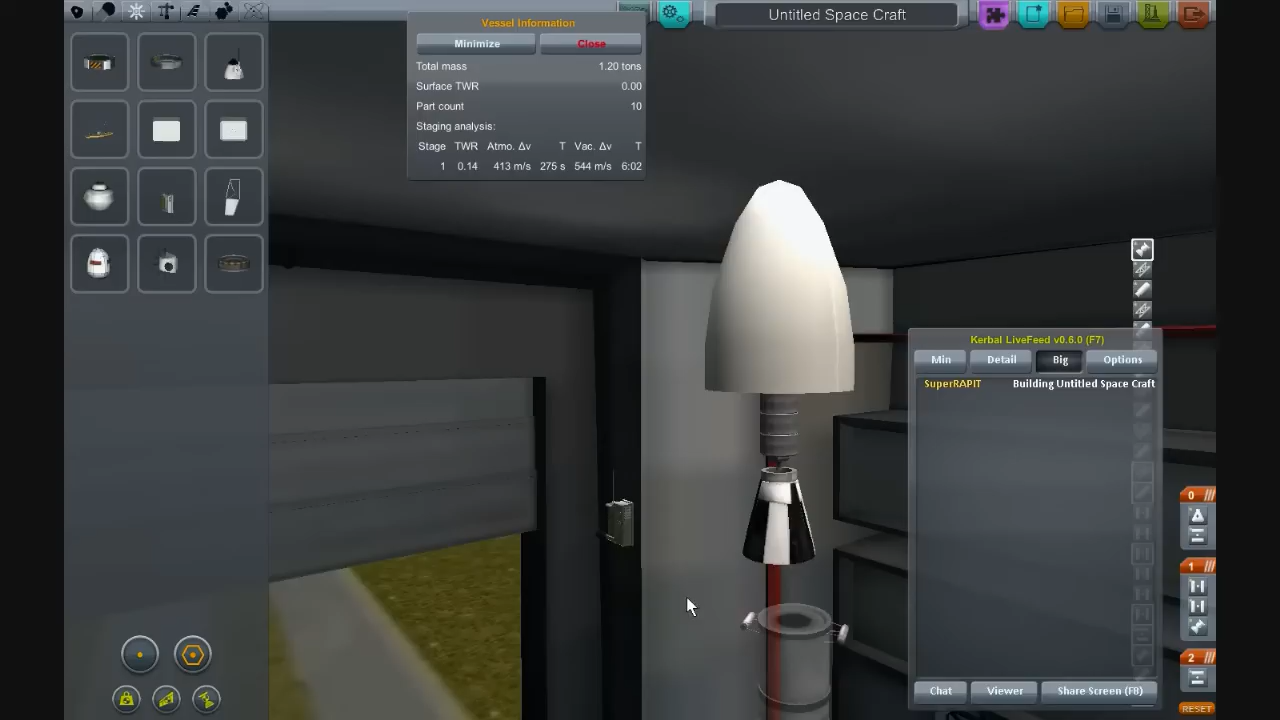 Untitled Space Craft
Vessel Information
Minimize Close
Total mass 1.20 tons
Surface TWR 0.00
Part count 10
Staging analysis:
Stage TWR Atmo. Δv T Vac. Δv T
1 0.14 413 m/s 275 s 544 m/s 6:02
Kerbal LiveFeed v0.6.0 (F7)
Min Detail Big Options
SuperRAPIT Building Untitled Space Craft
Chat Viewer Share Screen (F8)
0
1
2
RESET